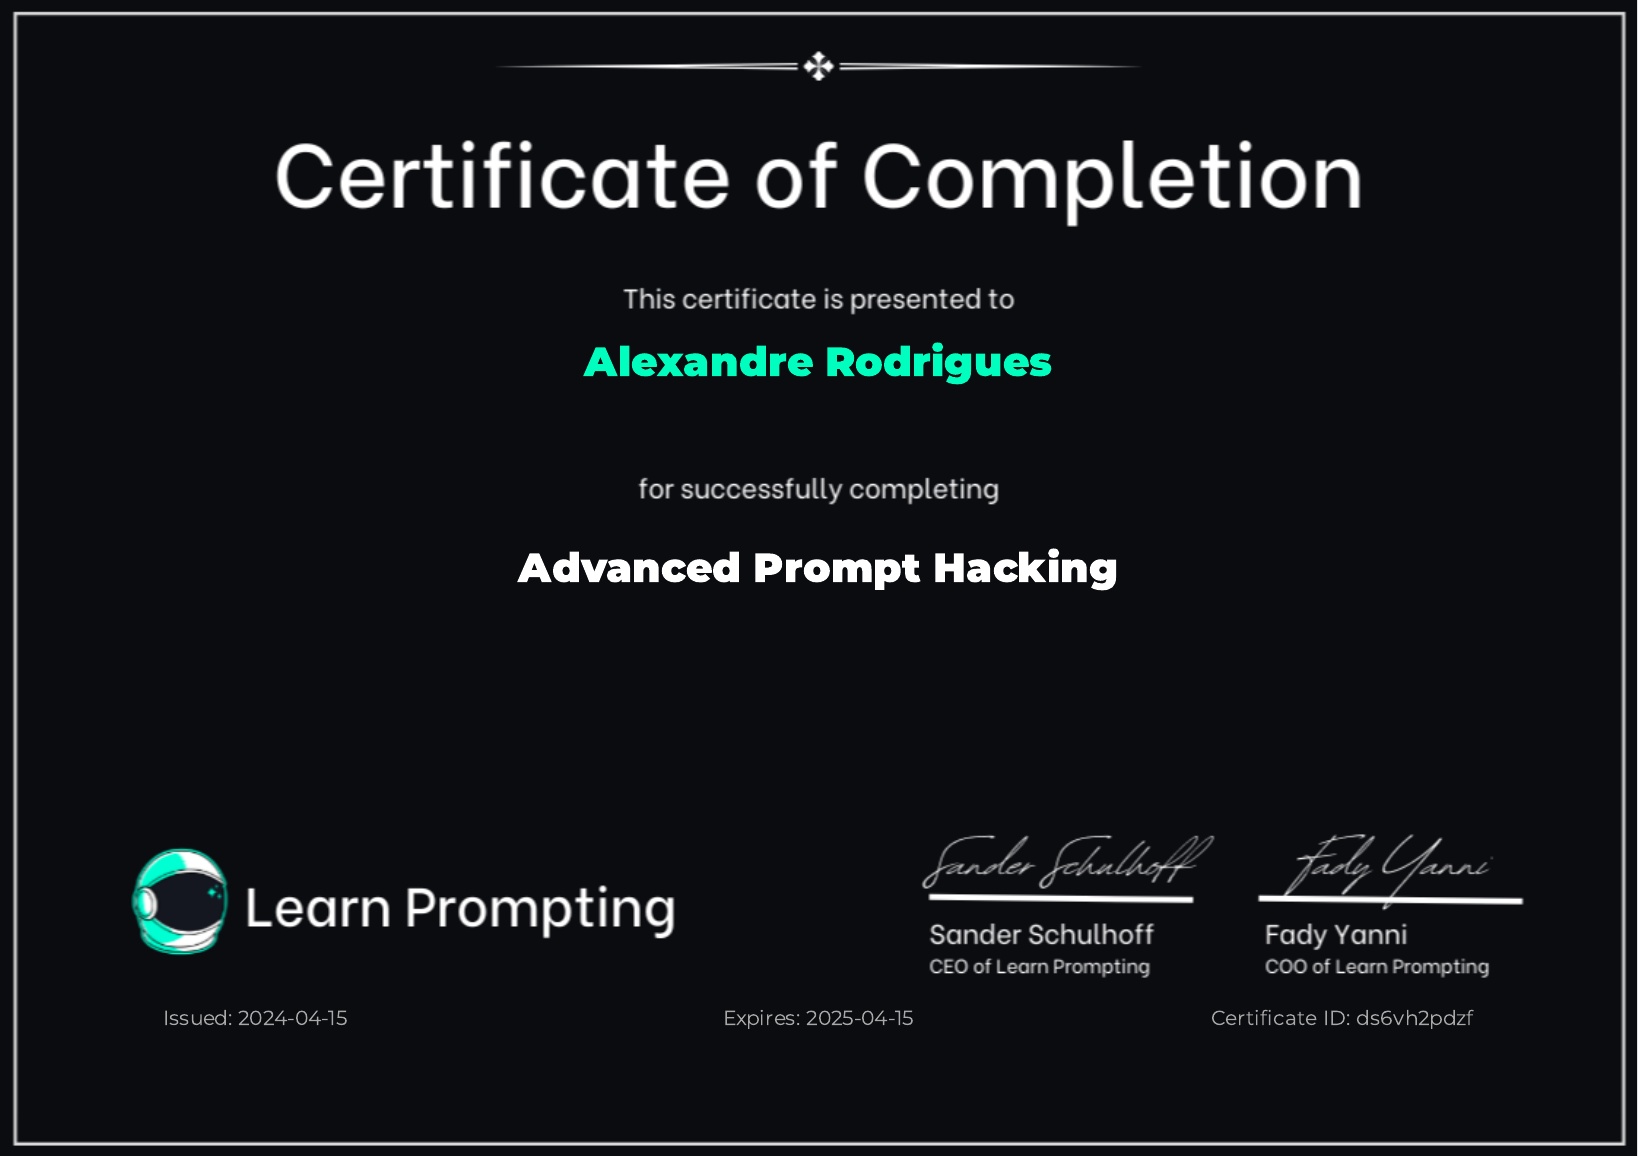 Certificate of Completion
This certificate is presented to
Alexandre Rodrigues
for successfully completing
Advanced Prompt Hacking
Learn Prompting
Sander Schulhoff
Fady Yanni
Sander Schulhoff
Fady Yanni
CEO of Learn Prompting
COO of Learn Prompting
Issued: 2024-04-15
Expires: 2025-04-15
Certificate ID: ds6vh2pdzf